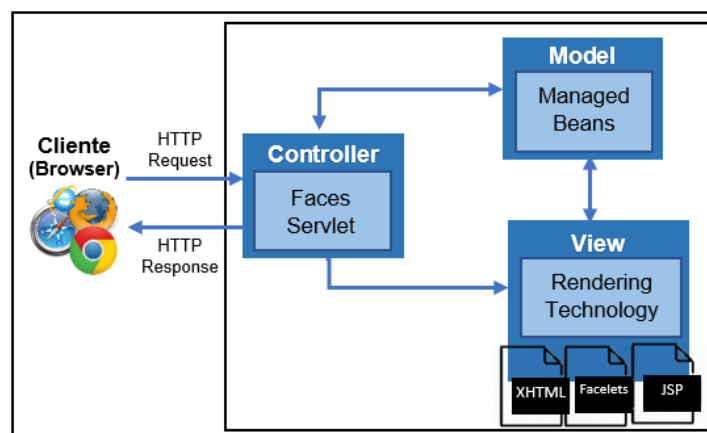 Cliente
(Browser)
HTTP
Request
HTTP
Response
Controller
Faces
Servlet
Model
Managed
Beans
View
Rendering
Technology
XHTML
Facelets
JSP